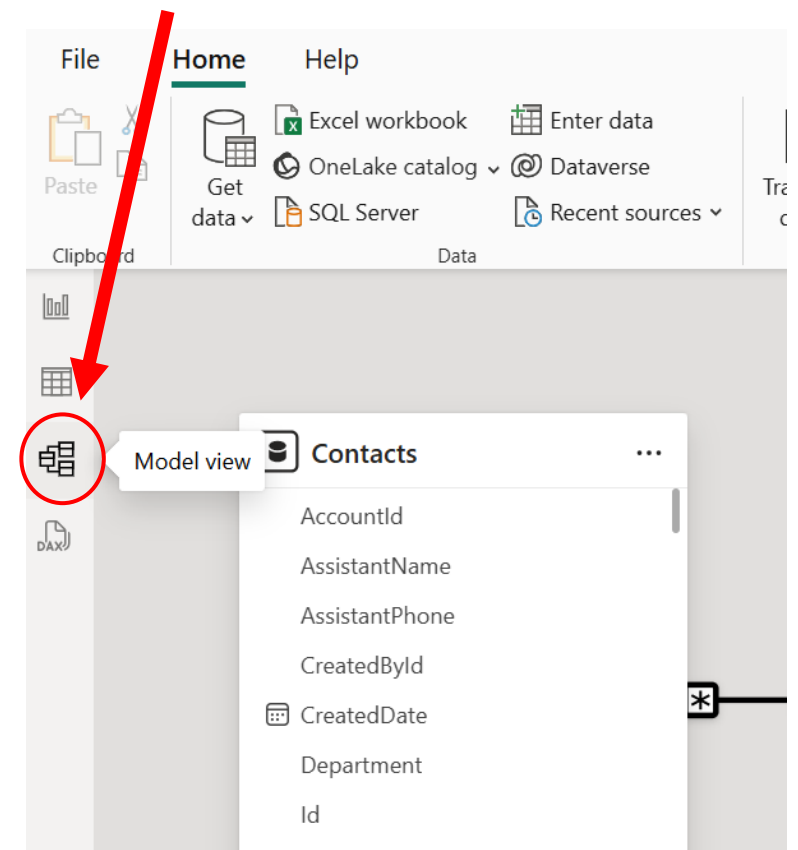 File Home Help
Excel workbook Enter data
OneLake catalog Dataverse
Paste Get data SQL Server Recent sources
Clipboard Data
Model view
Contacts
AccountId
AssistantName
AssistantPhone
CreatedById
CreatedDate
Department
Id
DAX